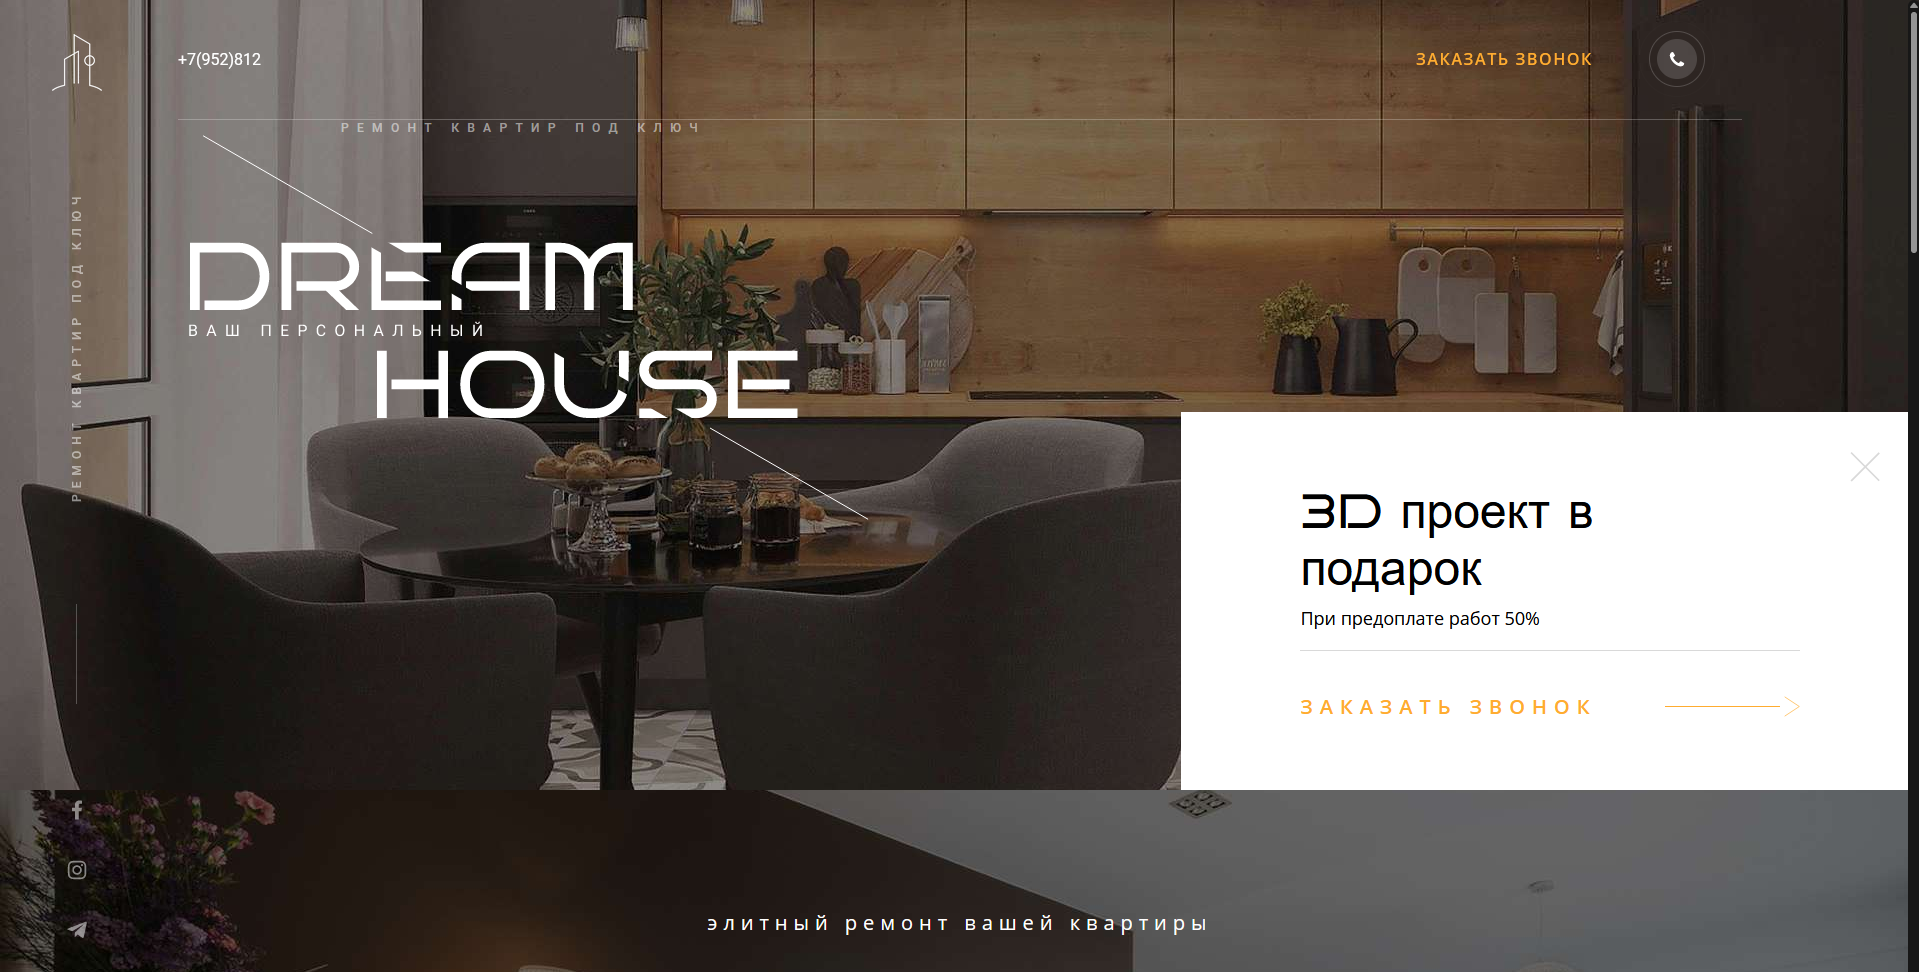 +7(952)812
ЗАКАЗАТЬ ЗВОНОК
РЕМОНТ КВАРТИР ПОД КЛЮЧ
РЕМОНТ КВАРТИР ПОД КЛЮЧ
DREAM
ВАШ ПЕРСОНАЛЬНЫЙ
HOUSE
3D проект в
подарок
При предоплате работ 50%
ЗАКАЗАТЬ ЗВОНОК
элитный ремонт вашей квартиры